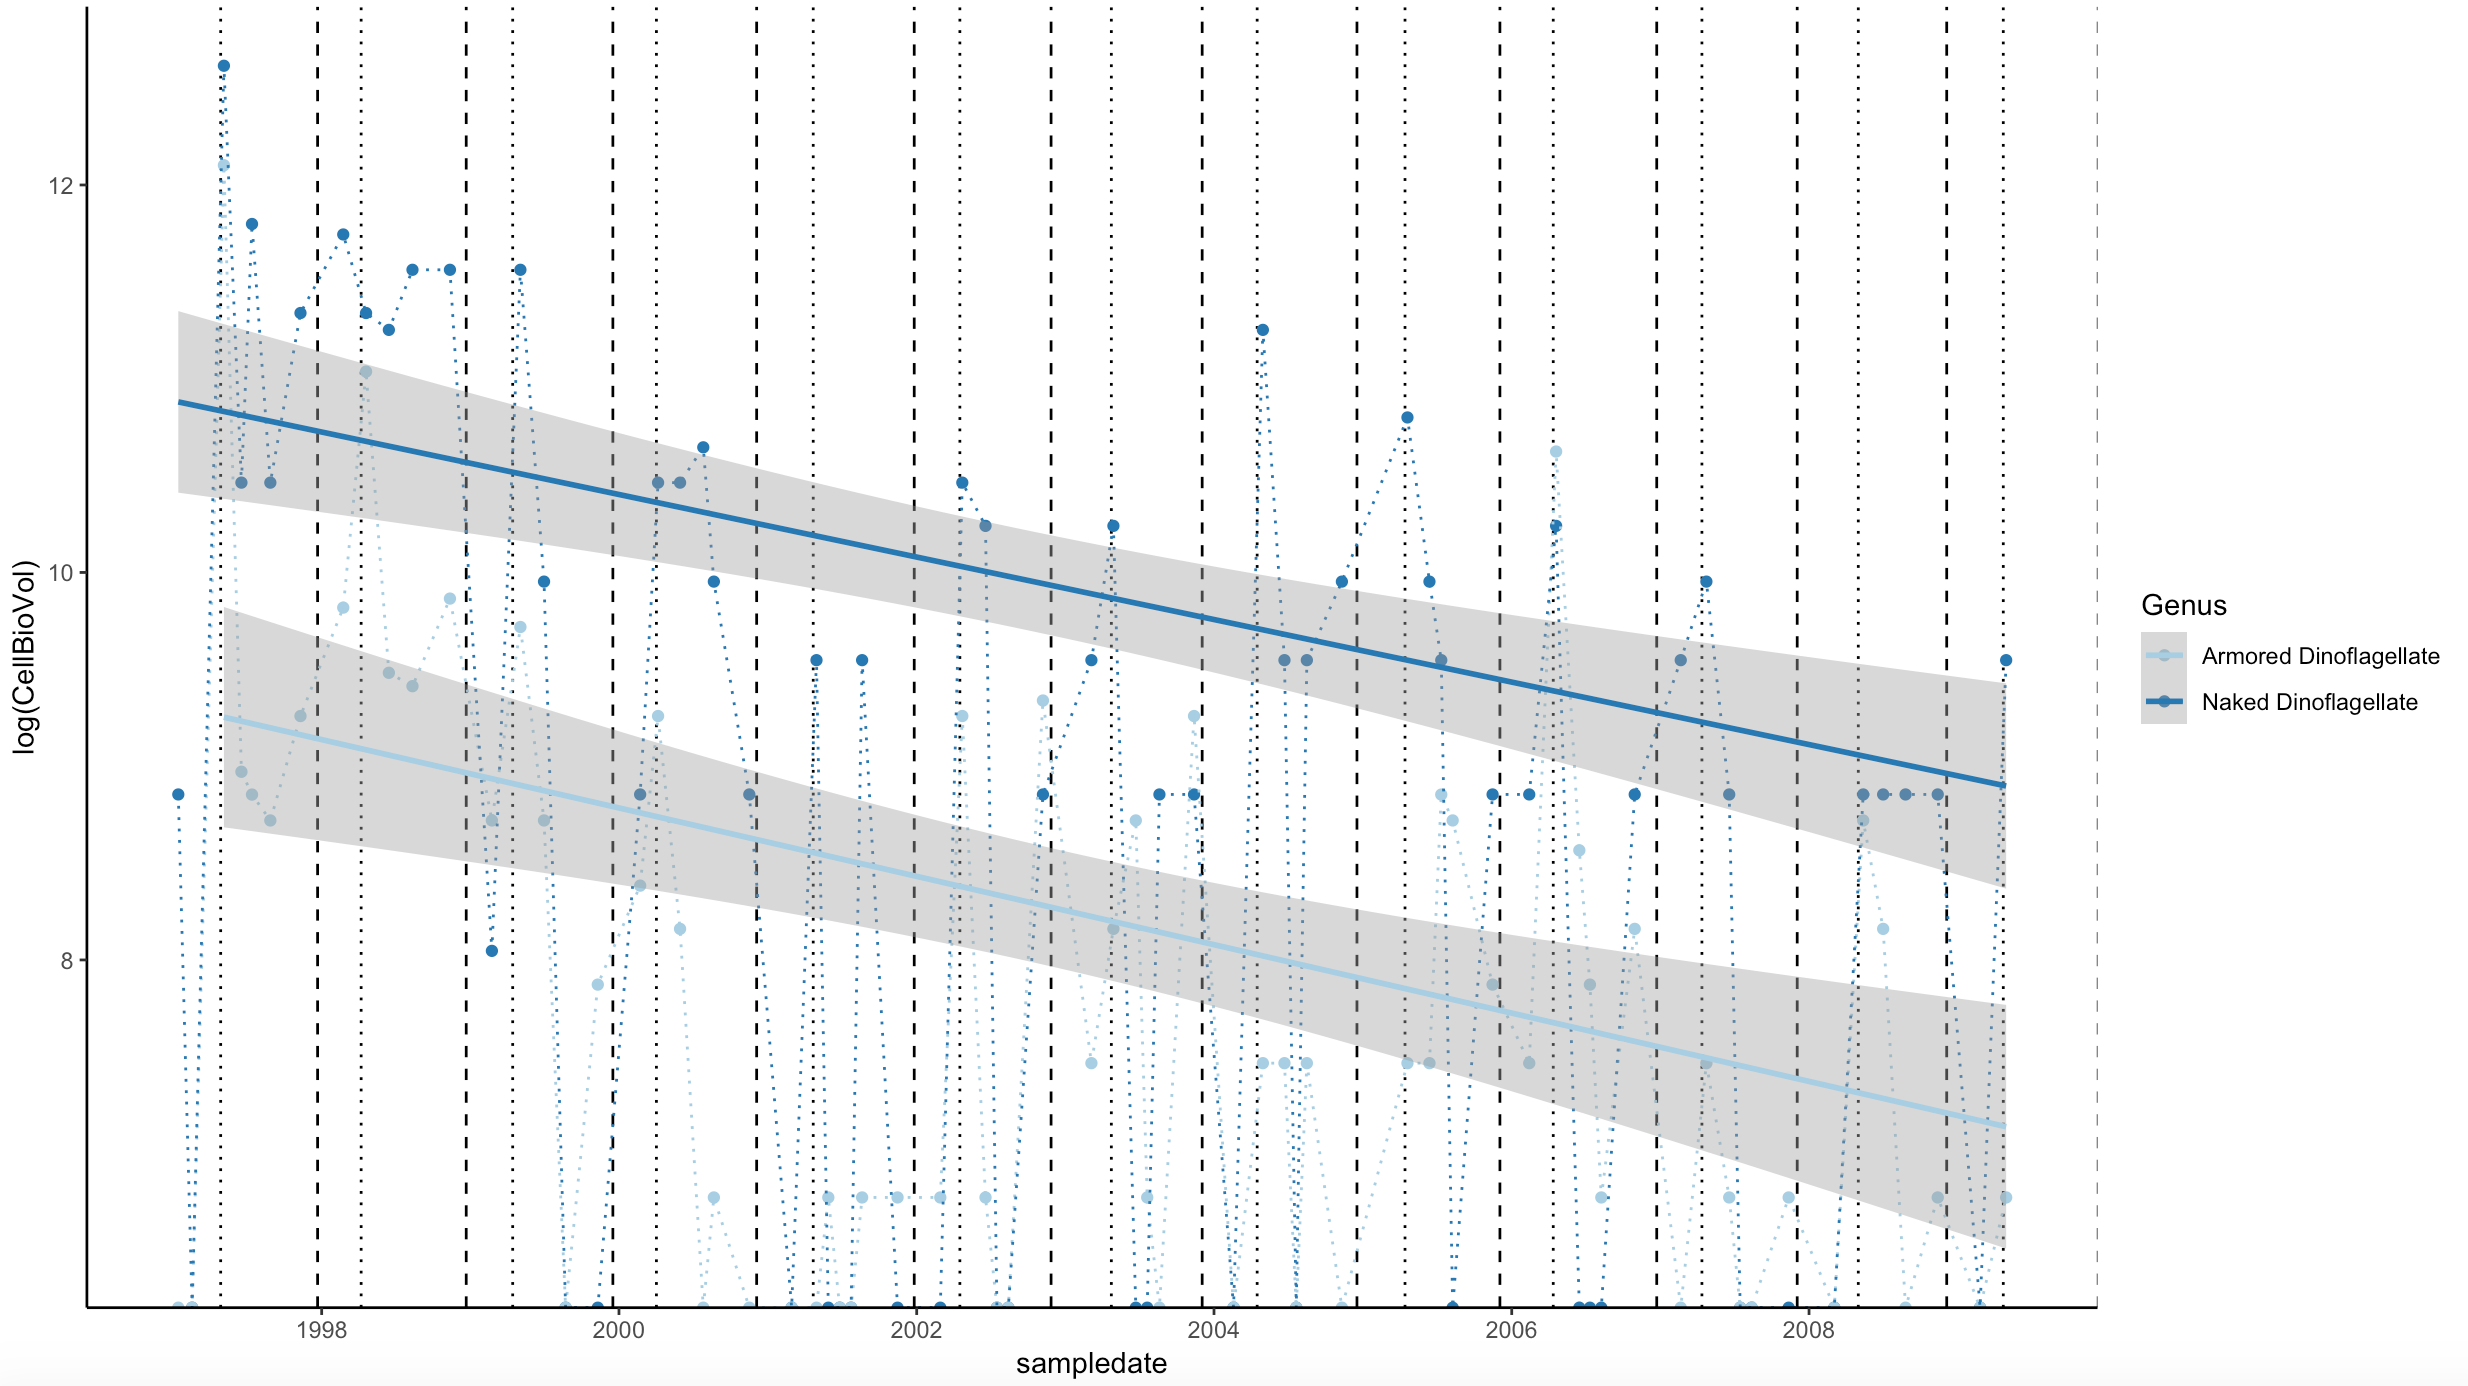 log(CellBioVol)
12
10
8
1998
2000
2002
2004
2006
2008
sampledate
Genus
Armored Dinoflagellate
Naked Dinoflagellate